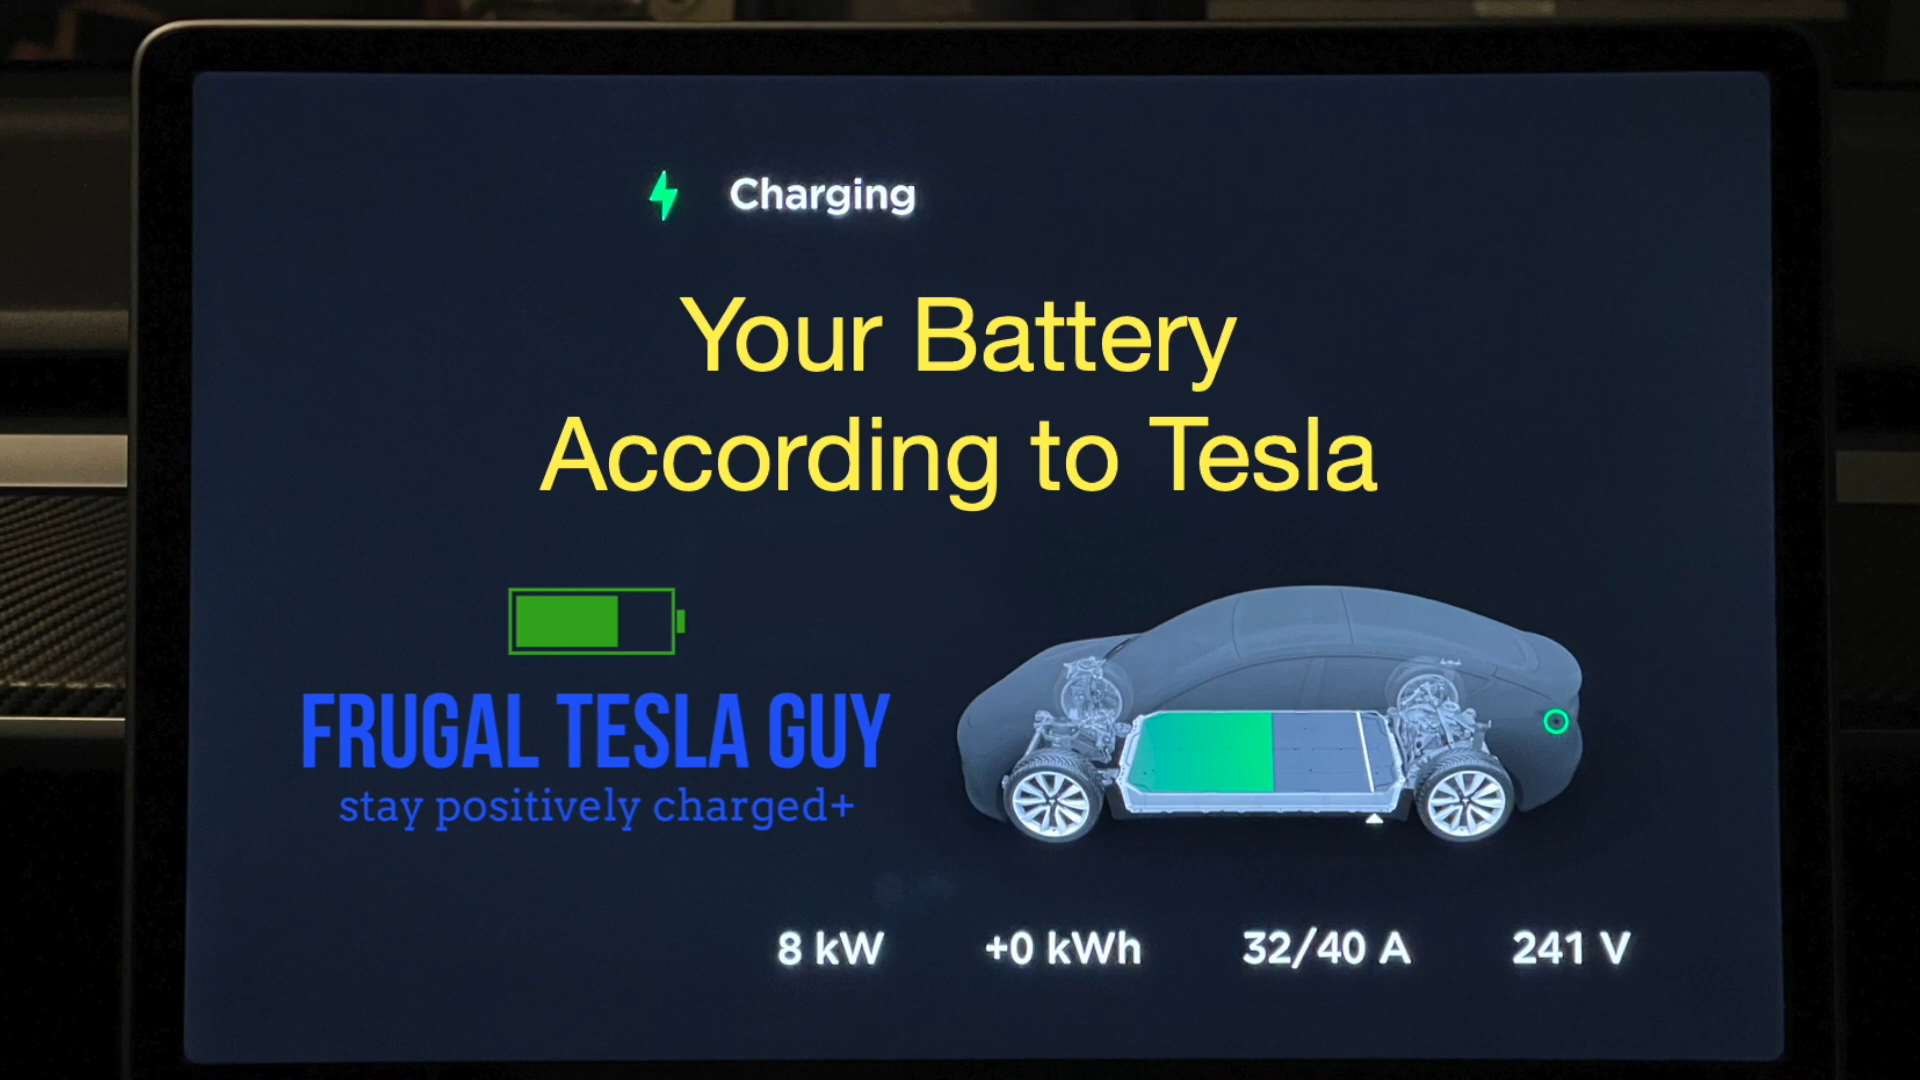 Charging
Your Battery
According to Tesla
FRUGAL TESLA GUY
stay positively charged+
8 kW +0 kWh 32/40 A 241 V